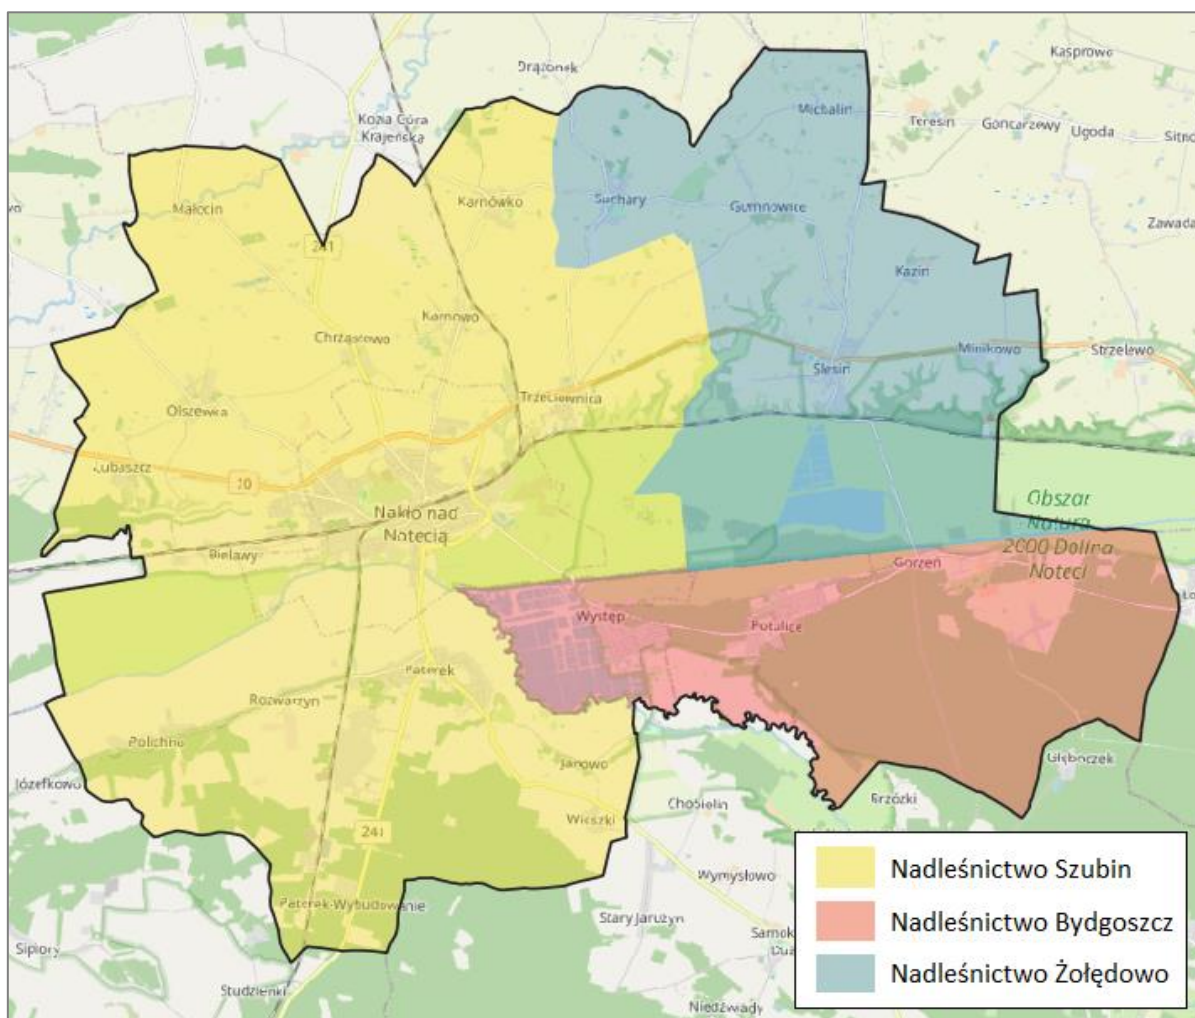 Kasprowo
Drążonek
Michalin
Teresin
Gončarzewy
Ugoda
Sitno
Kozia Góra
Krajeńska
Małocin
Karnówko
Suchary
Gumnowice
Zawada
241
Kazin
Karnowo
Chrząstowo
Minikowo
Strzelewo
Ślesin
Olszewka
Trzeciewnica
Lubaszcz
10
Nakło nad
Notecią
Obszar
Natura
2000 Dolina
Noteci
Bielawy
Gorzeń
Występ
Potulice
Paterek
Rozwarzyn
Polichno
Józefkowo
Janowo
Głęboczek
Chobielin
Brzózki
Wieszki
241
Wymysłowo
Paterek-Wybudowanie
Stary Jarużyn
Sipiory
Studzienki
Niedźwiady
Nadleśnictwo Szubin
Nadleśnictwo Bydgoszcz
Nadleśnictwo Żołędowo